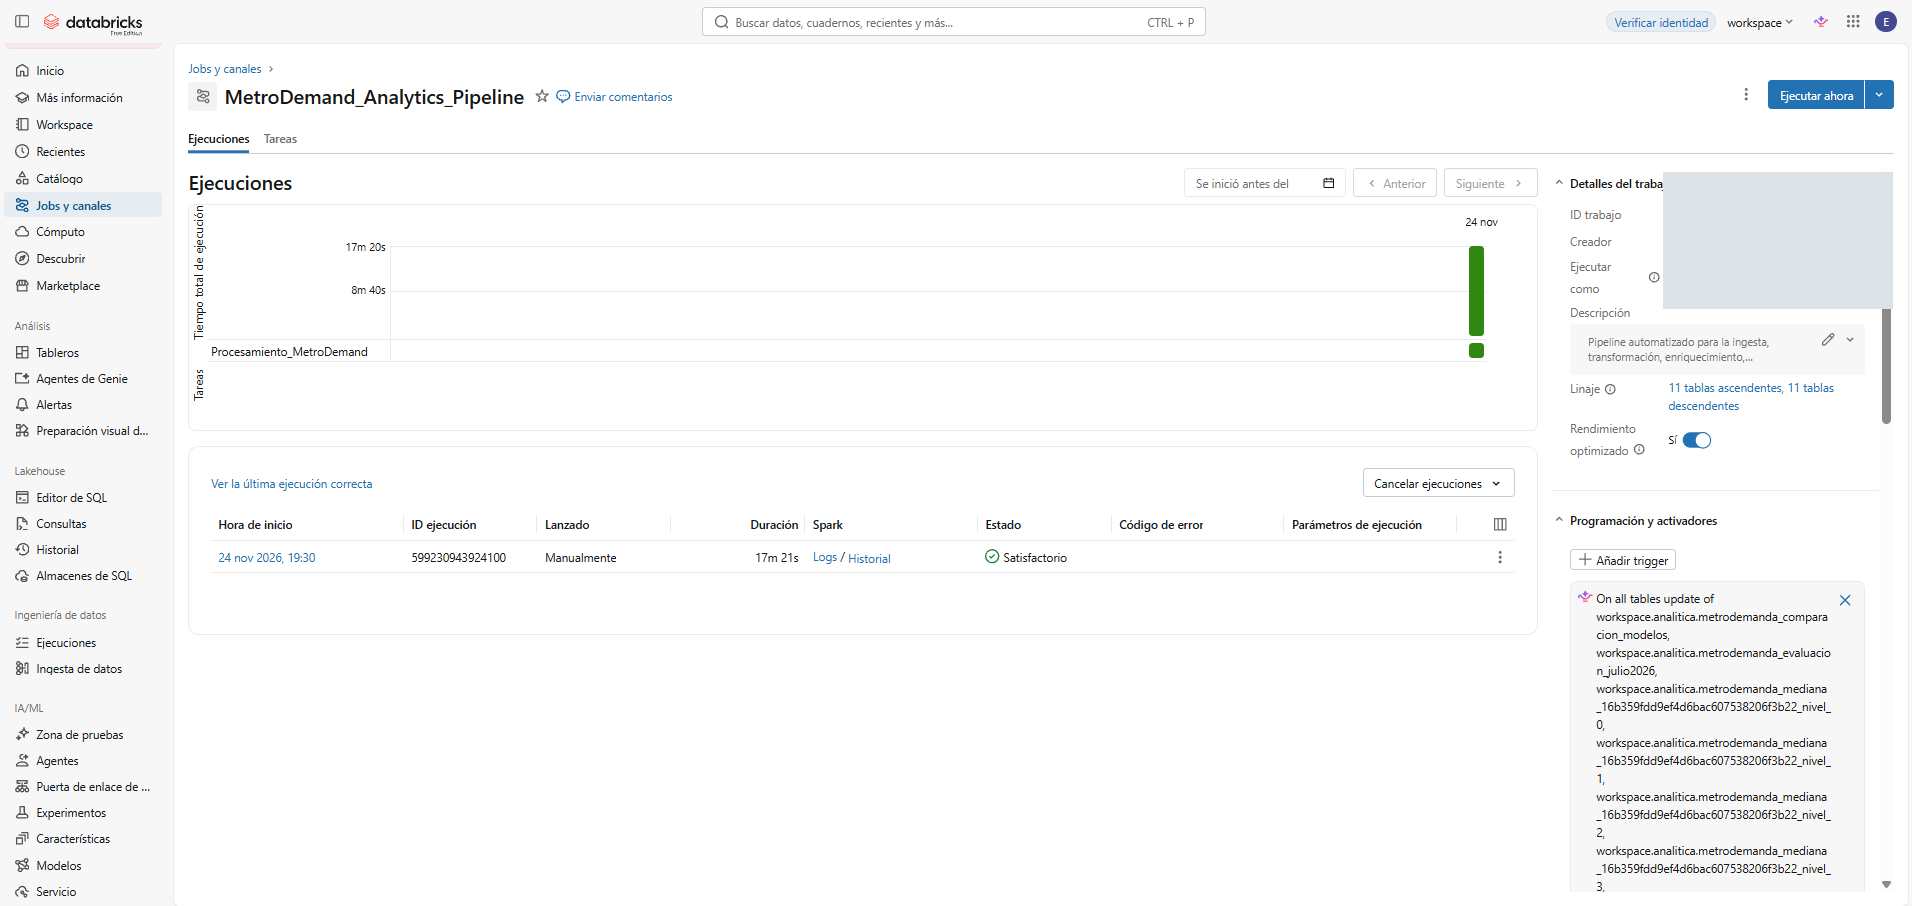 databricks
Free Edition
Buscar datos, cuadernos, recientes y más...
CTRL + P
Verificar identidad
workspace
E
Inicio
Más información
Workspace
Recientes
Catálogo
Jobs y canales
Cómputo
Descubrir
Marketplace
Análisis
Tableros
Agentes de Genie
Alertas
Preparación visual d...
Lakehouse
Editor de SQL
Consultas
Historial
Almacenes de SQL
Ingeniería de datos
Ejecuciones
Ingesta de datos
IA/ML
Zona de pruebas
Agentes
Puerta de enlace de ...
Experimentos
Características
Modelos
Servicio
Jobs y canales
MetroDemand_Analytics_Pipeline
Enviar comentarios
Ejecutar ahora
Ejecuciones
Tareas
Ejecuciones
Se inició antes del
Anterior
Siguiente
24 nov
Tiempo total de ejecución
17m 20s
8m 40s
Procesamiento_MetroDemand
Tareas
Ver la última ejecución correcta
Cancelar ejecuciones
Hora de inicio ID ejecución Lanzado Duración Spark Estado Código de error Parámetros de ejecución
24 nov 2026, 19:30 599230943924100 Manualmente 17m 21s Logs / Historial Satisfactorio
Detalles del trabaj
ID trabajo
Creador
Ejecutar
como
Descripción
Pipeline automatizado para la ingesta,
transformación, enriquecimiento,...
Linaje
11 tablas ascendentes, 11 tablas
descendentes
Rendimiento
optimizado
Sí
Programación y activadores
Añadir trigger
On all tables update of
workspace.analitica.metrodemanda_compara
cion_modelos,
workspace.analitica.metrodemanda_evaluacio
n_julio2026,
workspace.analitica.metrodemanda_mediana
_16b359fdd9ef4d6bac607538206f3b22_nivel_
0,
workspace.analitica.metrodemanda_mediana
_16b359fdd9ef4d6bac607538206f3b22_nivel_
1,
workspace.analitica.metrodemanda_mediana
_16b359fdd9ef4d6bac607538206f3b22_nivel_
2,
workspace.analitica.metrodemanda_mediana
_16b359fdd9ef4d6bac607538206f3b22_nivel_
3,